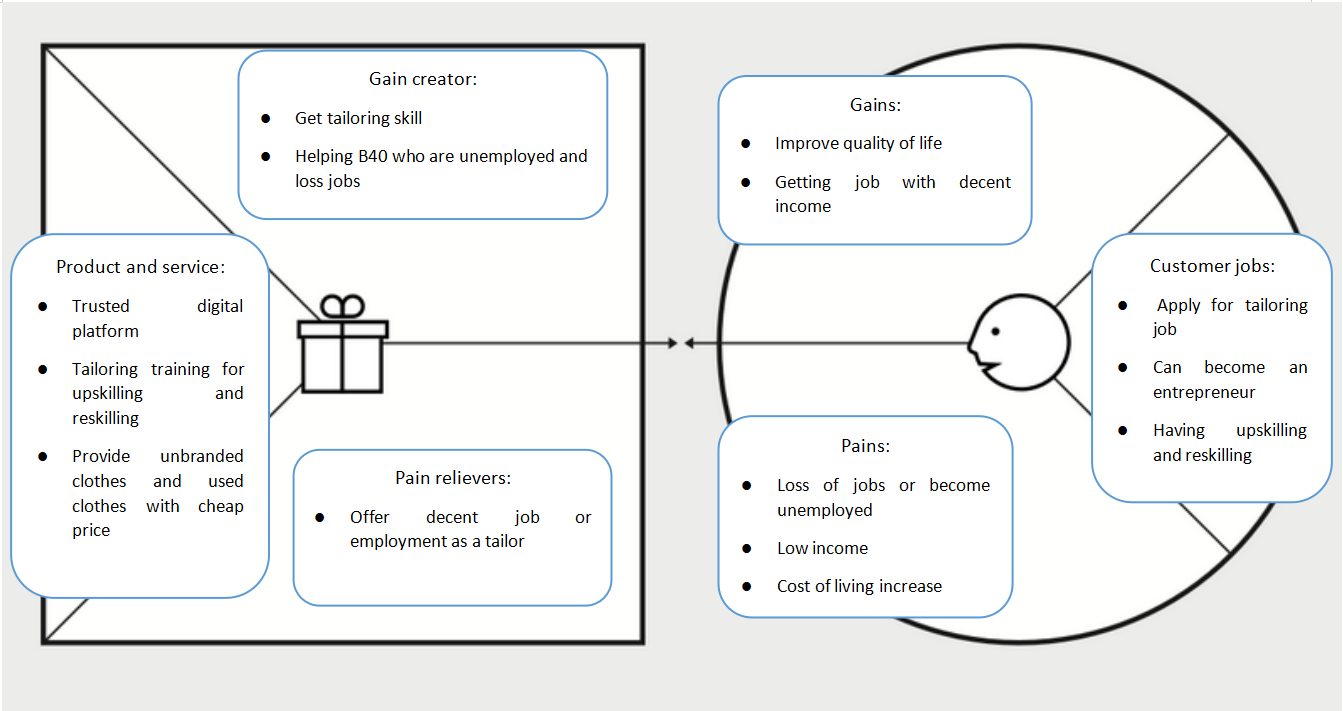 Gain creator:
● Get tailoring skill
● Helping B40 who are unemployed and
loss jobs
Product and service:
● Trusted digital
platform
● Tailoring training for
upskilling and
reskilling
● Provide unbranded
clothes and used
clothes with cheap
price
Pain relievers:
● Offer decent job or
employment as a tailor
Gains:
● Improve quality of life
● Getting job with decent
income
Customer jobs:
● Apply for tailoring
job
● Can become an
entrepreneur
● Having upskilling
and reskilling
Pains:
● Loss of jobs or become
unemployed
● Low income
● Cost of living increase